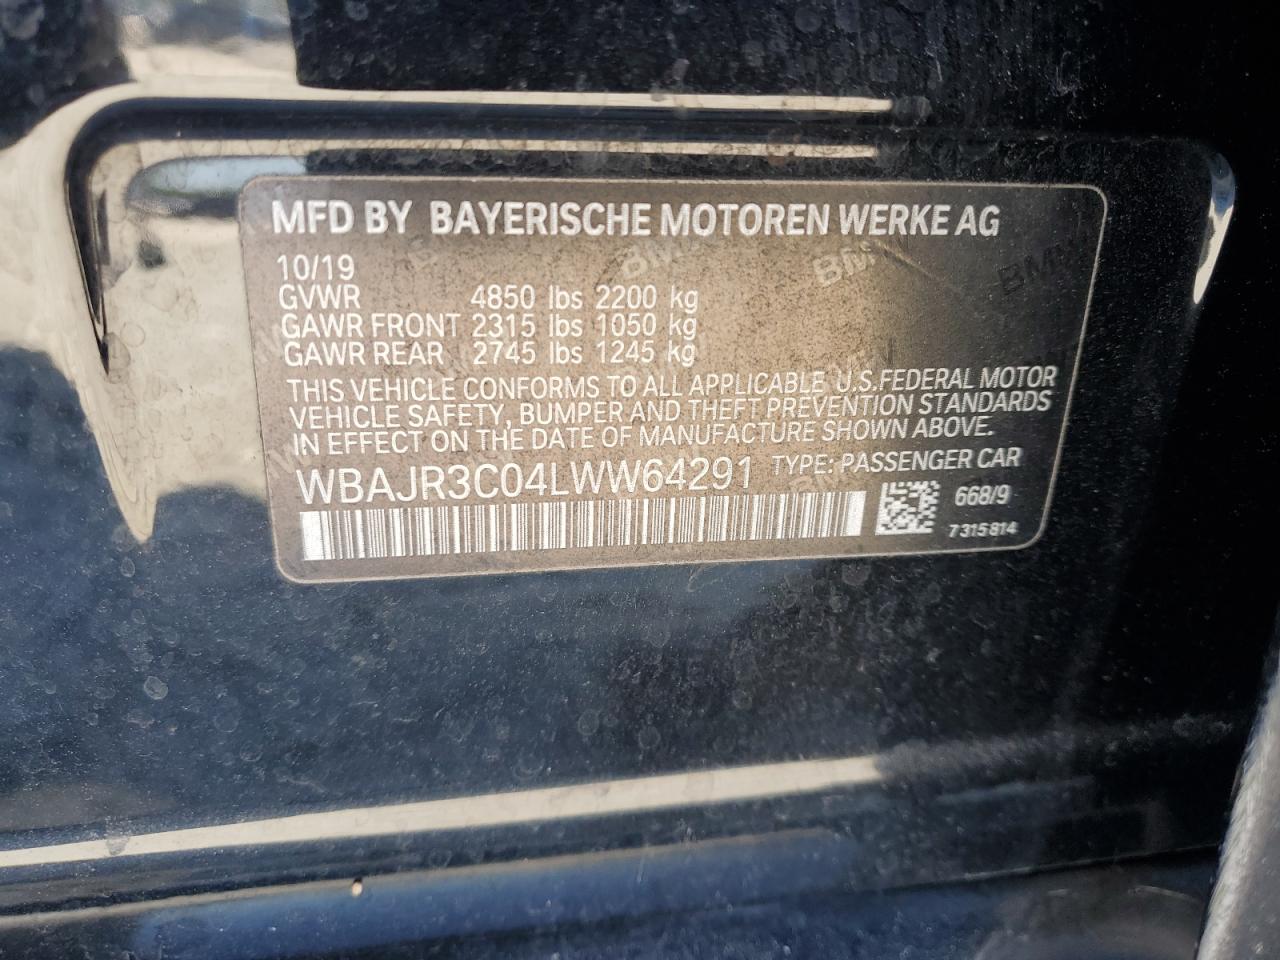 MFD BY BAYERISCHE MOTOREN WERKE AG
10/19
GVWR 4850 lbs 2200 kg
GAWR FRONT 2315 lbs 1050 kg
GAWR REAR 2745 lbs 1245 kg
THIS VEHICLE CONFORMS TO ALL APPLICABLE U.S.FEDERAL MOTOR
VEHICLE SAFETY, BUMPER AND THEFT PREVENTION STANDARDS
IN EFFECT ON THE DATE OF MANUFACTURE SHOWN ABOVE.
WBAJR3C04LWW64291 TYPE: PASSENGER CAR
668/9
7315814